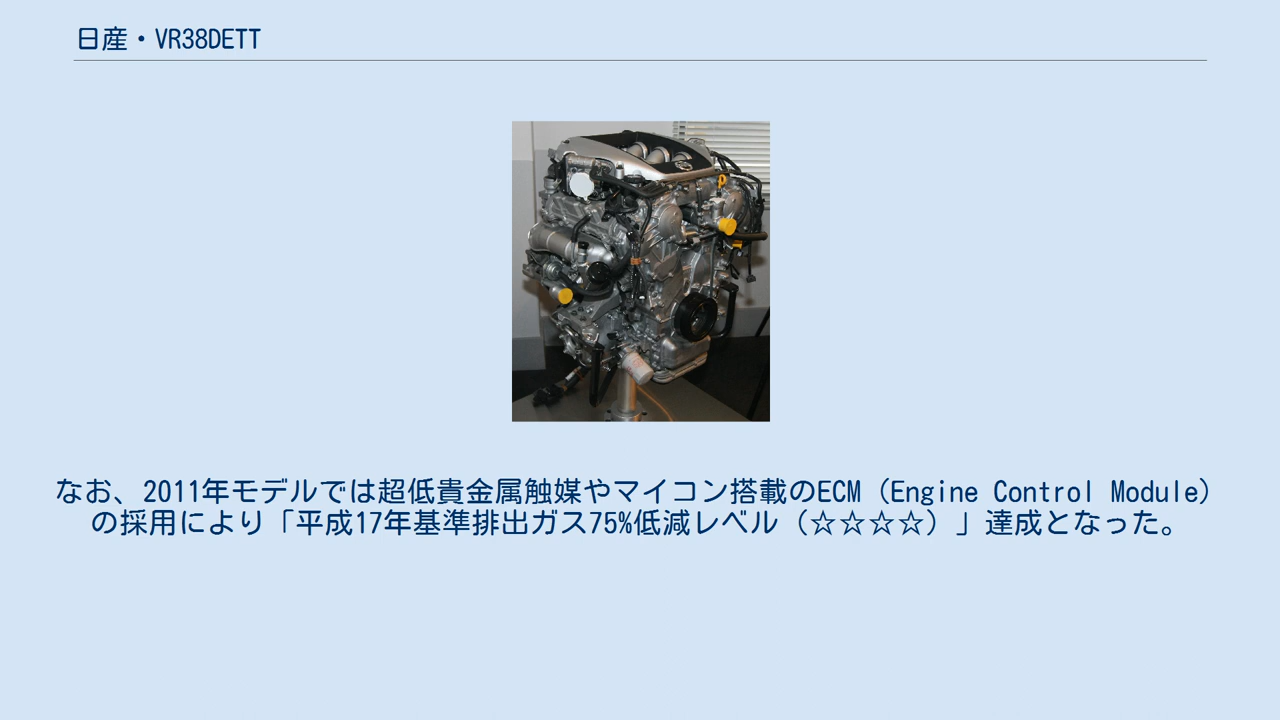 日産・VR38DETT
なお、2011年モデルでは超低貴金属触媒やマイコン搭載のECM（Engine Control Module）
の採用により「平成17年基準排出ガス75%低減レベル（☆☆☆☆）」達成となった。